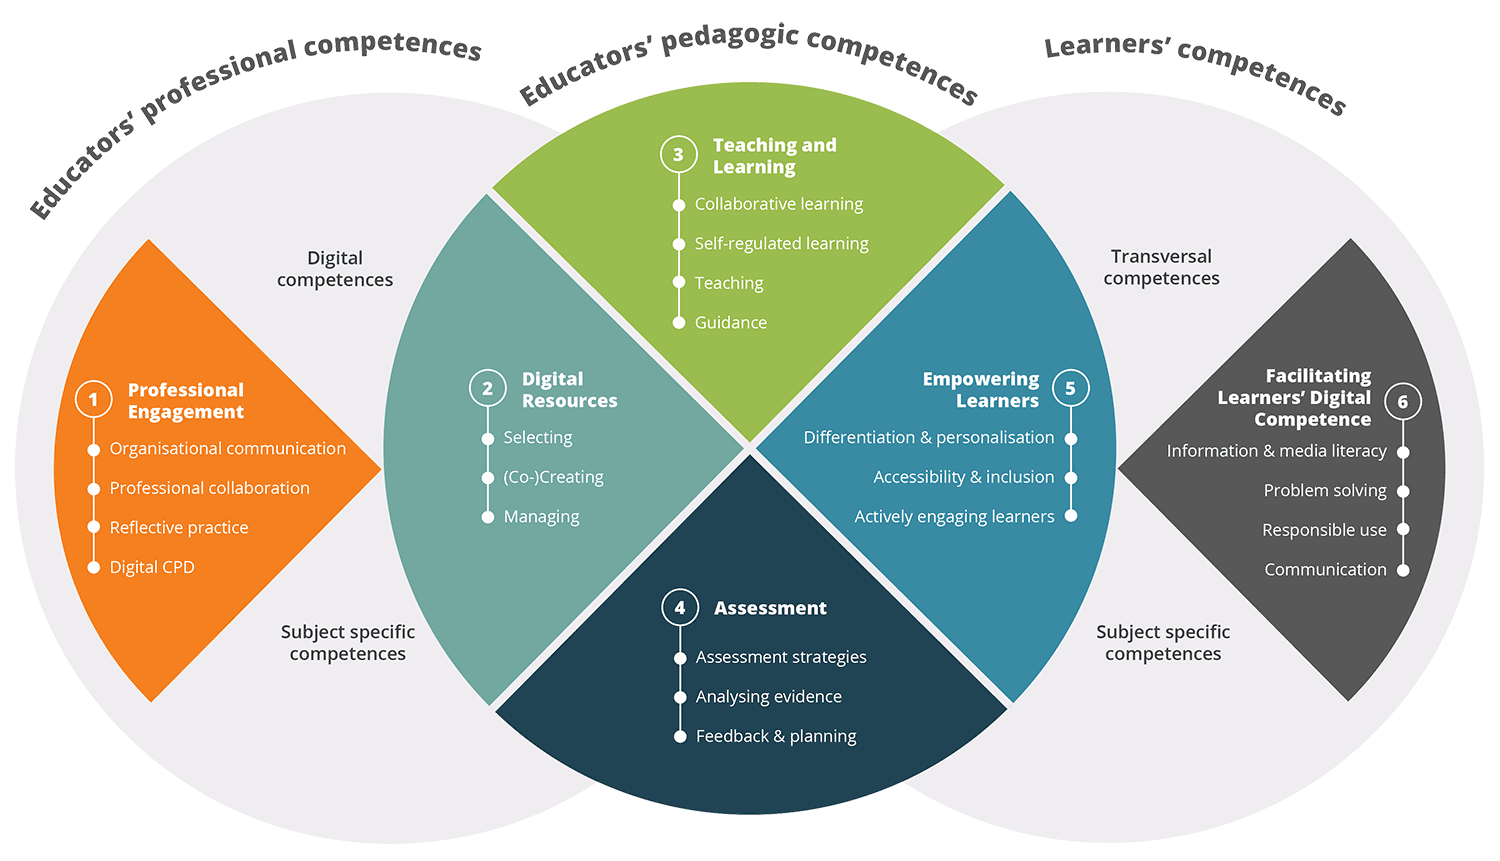 Educators’ professional competences
Educators’ pedagogic competences
Learners’ competences
Digital
competences
Subject specific
competences
1
Professional
Engagement
Organisational communication
Professional collaboration
Reflective practice
Digital CPD
2
Digital
Resources
Selecting
(Co-)Creating
Managing
3
Teaching and
Learning
Collaborative learning
Self-regulated learning
Teaching
Guidance
4
Assessment
Assessment strategies
Analysing evidence
Feedback & planning
Empowering
Learners
5
Differentiation & personalisation
Accessibility & inclusion
Actively engaging learners
Transversal
competences
Subject specific
competences
Facilitating
Learners’ Digital
Competence
6
Information & media literacy
Problem solving
Responsible use
Communication